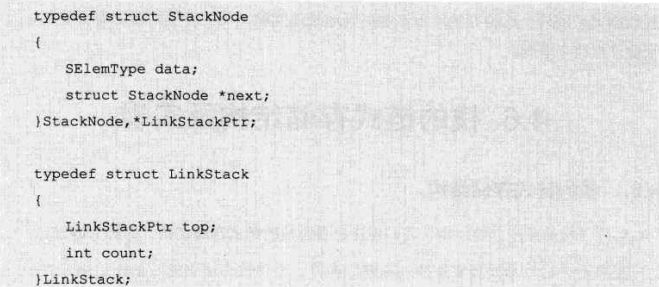 typedef struct StackNode
{
SElemType data;
struct StackNode *next;
}StackNode,*LinkStackPtr;
typedef struct LinkStack
{
LinkStackPtr top;
int count;
}LinkStack;